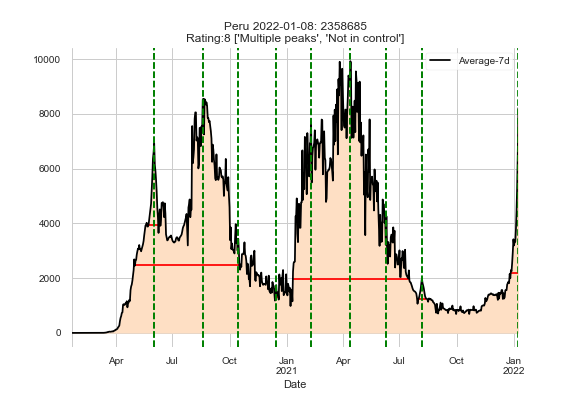 Peru 2022-01-08: 2358685
Rating:8 ['Multiple peaks', 'Not in control']
Average-7d
10000
8000
6000
4000
2000
0
Apr
Jul
Oct
Jan
2021
Apr
Jul
Oct
Jan
2022
Date